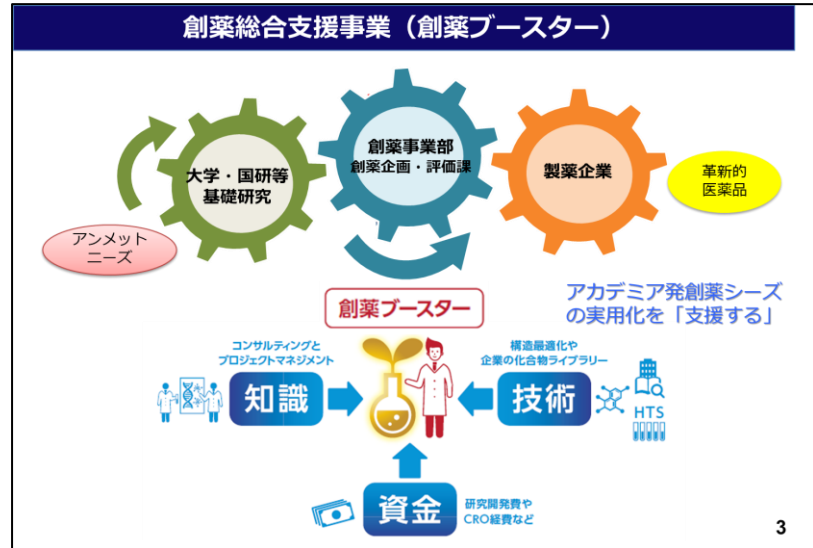 創薬総合支援事業（創薬ブースター）
大学・国研等
基礎研究
創薬事業部
創薬企画・評価課
製薬企業
革新的
医薬品
アンメット
ニーズ
創薬ブースター
アカデミア発創薬シーズ
の実用化を「支援する」
コンサルティングと
プロジェクトマネジメント
知識
構造最適化や
企業の化合物ライブラリー
技術
HTS
資金
研究開発費や
CRO経費など
3